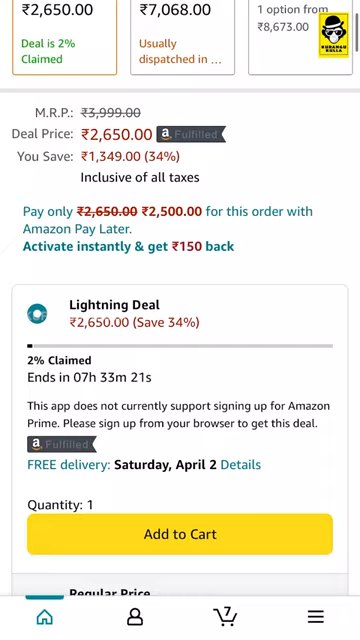 ₹2,650.00
₹7,068.00
1 option from
₹8,673.00
Deal is 2%
Claimed
Usually
dispatched in ...
KURANGU
KULLA
M.R.P.: ₹3,999.00
Deal Price: ₹2,650.00 a Fulfilled
You Save: ₹1,349.00 (34%)
Inclusive of all taxes
Pay only ₹2,650.00 ₹2,500.00 for this order with
Amazon Pay Later.
Activate instantly & get ₹150 back
Lightning Deal
₹2,650.00 (Save 34%)
2% Claimed
Ends in 07h 33m 21s
This app does not currently support signing up for Amazon
Prime. Please sign up from your browser to get this deal.
a Fulfilled
FREE delivery: Saturday, April 2 Details
Quantity: 1
Add to Cart
Regular Price
7